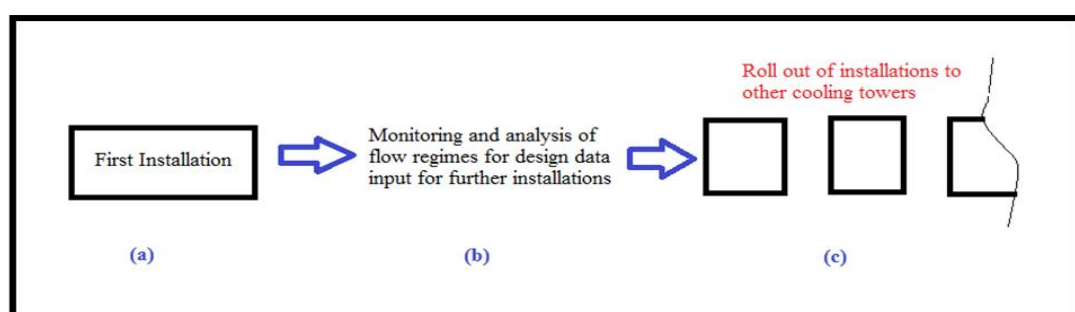 First Installation
Monitoring and analysis of
flow regimes for design data
input for further installations
Roll out of installations to
other cooling towers
(a)
(b)
(c)